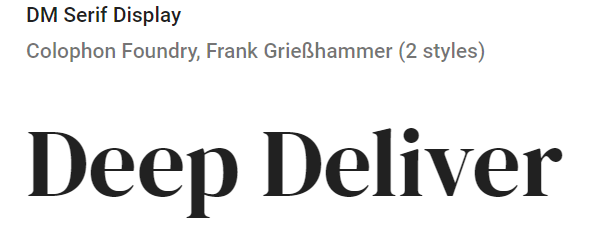 DM Serif Display
Colophon Foundry, Frank Grießhammer (2 styles)
Deep Deliver